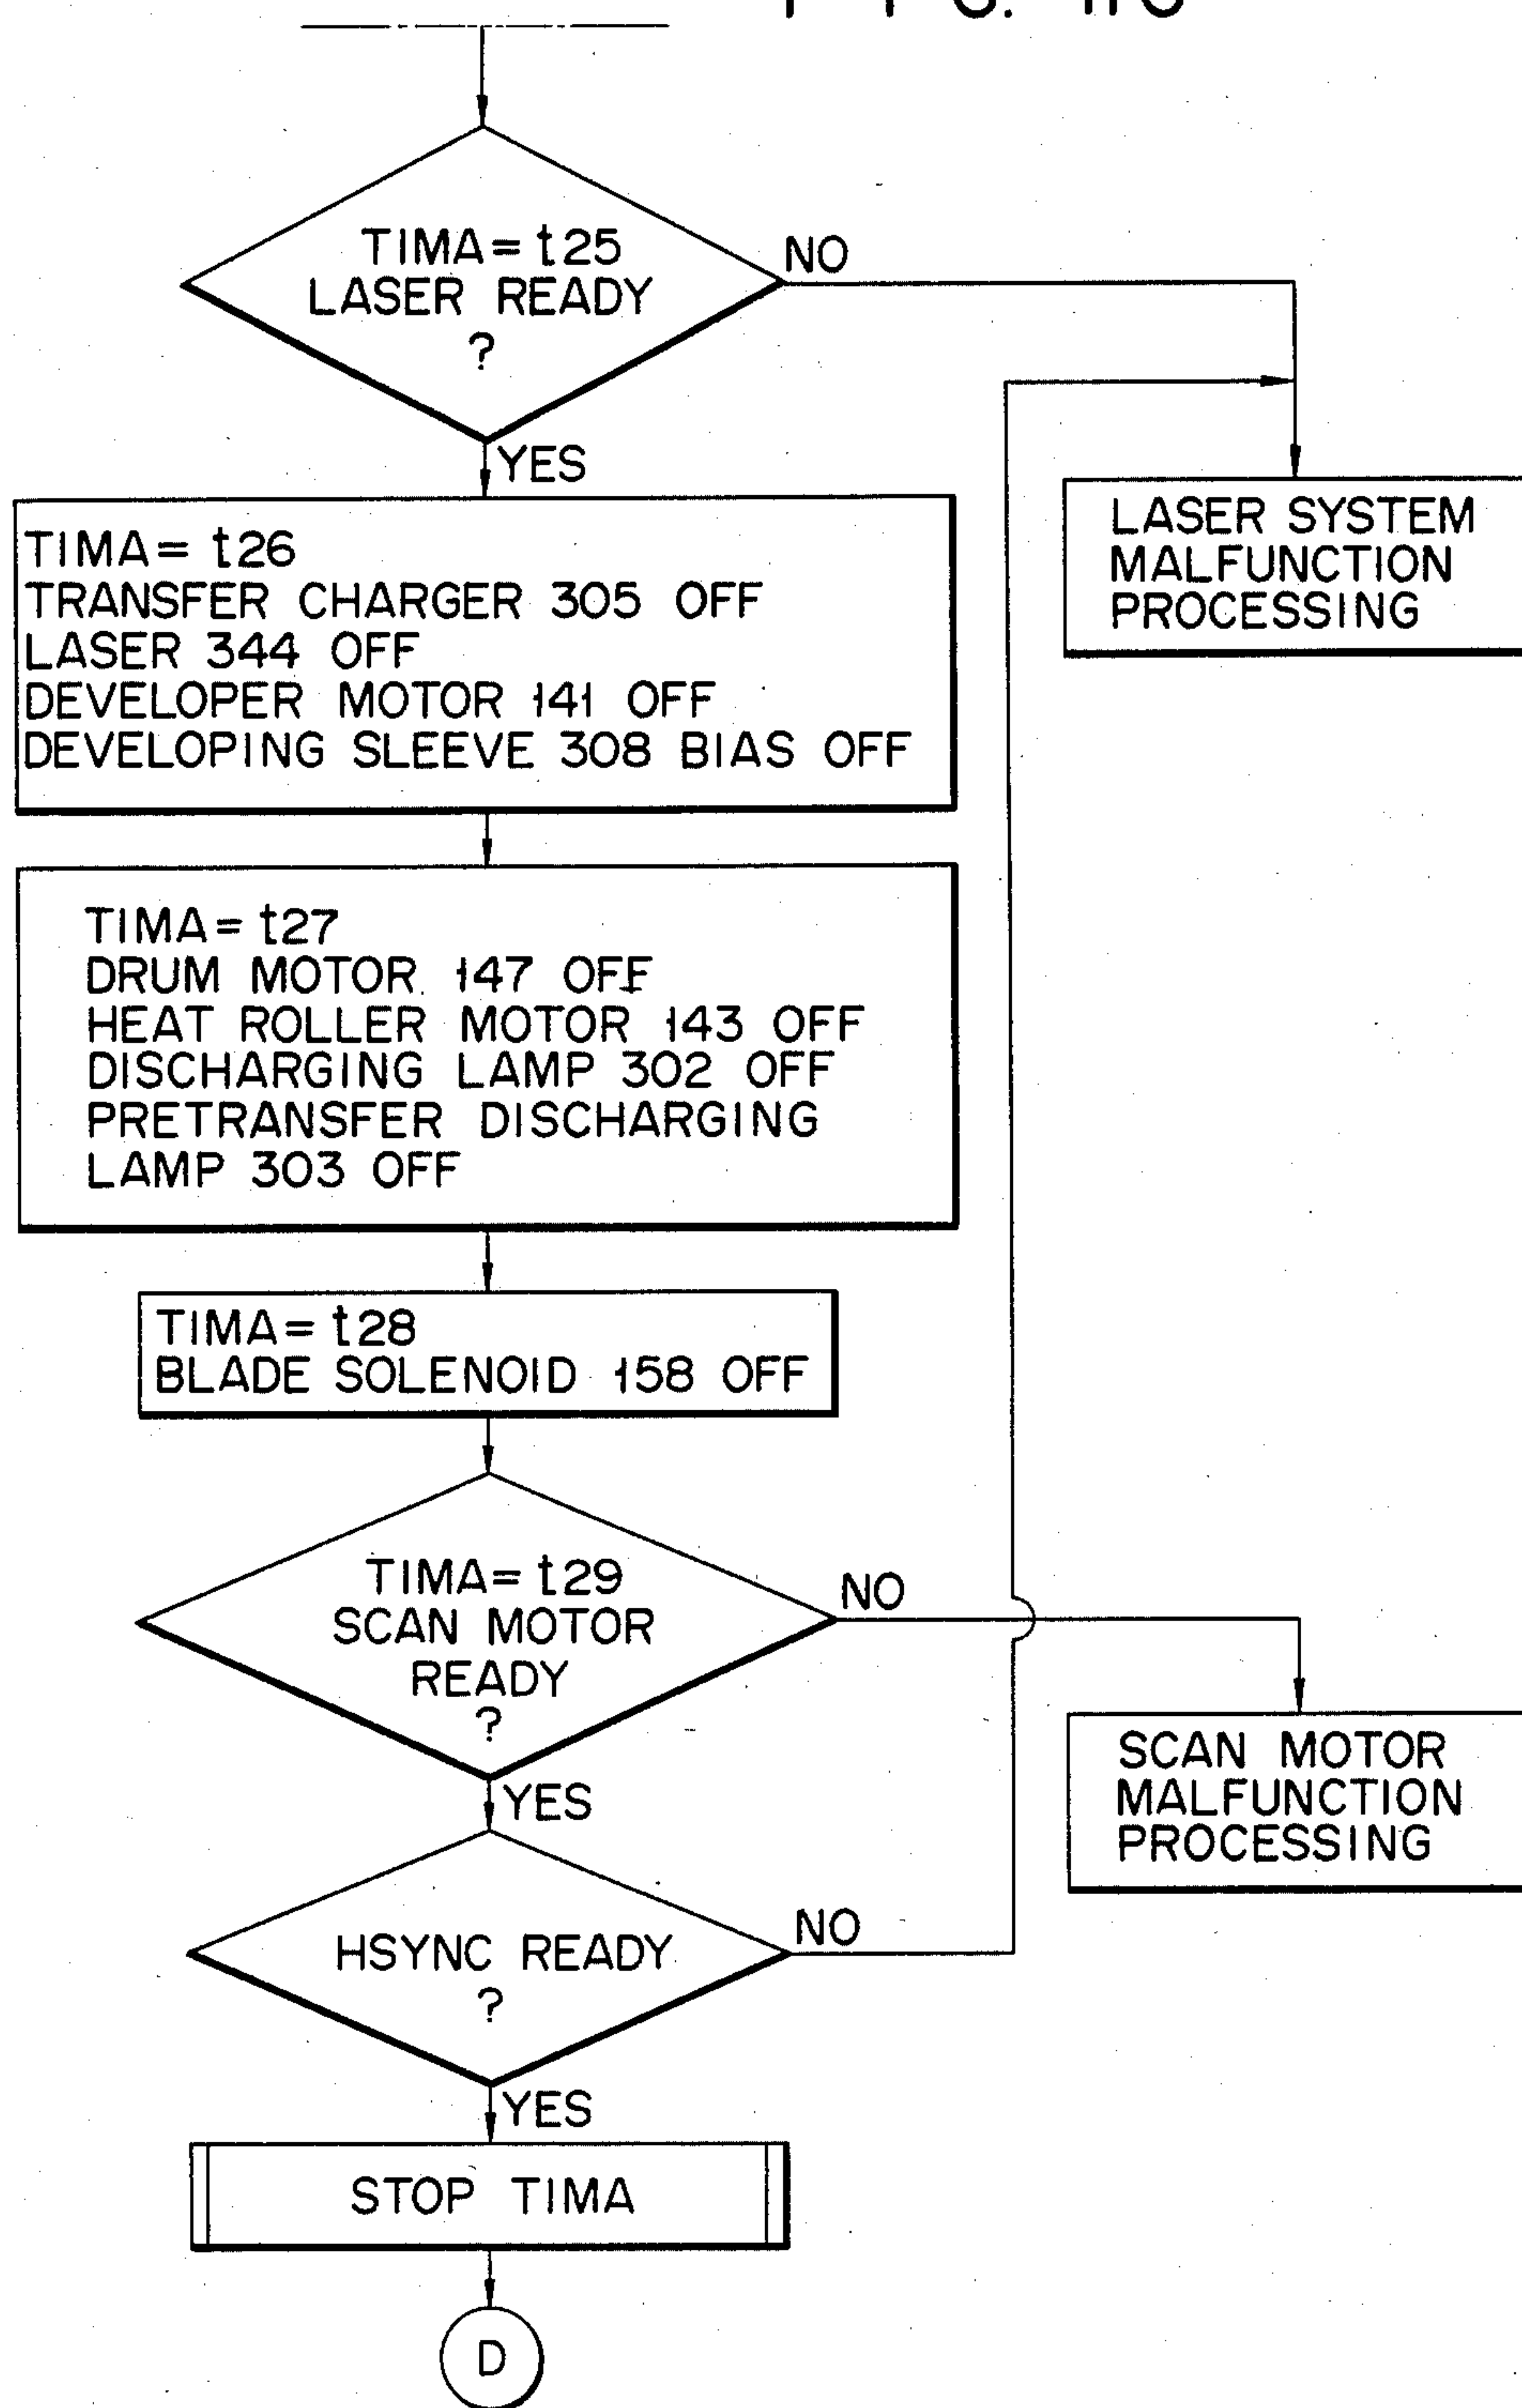 TIMA= t25
LASER READY
?
NO
YES
LASER SYSTEM
MALFUNCTION
PROCESSING
TIMA= t26
TRANSFER CHARGER 305 OFF
LASER 344 OFF
DEVELOPER MOTOR 141 OFF
DEVELOPING SLEEVE 308 BIAS OFF
TIMA= t27
DRUM MOTOR 147 OFF
HEAT ROLLER MOTOR 143 OFF
DISCHARGING LAMP 302 OFF
PRETRANSFER DISCHARGING
LAMP 303 OFF
TIMA= t28
BLADE SOLENOID 158 OFF
TIMA= t29
SCAN MOTOR
READY
?
NO
YES
SCAN MOTOR
MALFUNCTION
PROCESSING
HSYNC READY
?
NO
YES
STOP TIMA
D